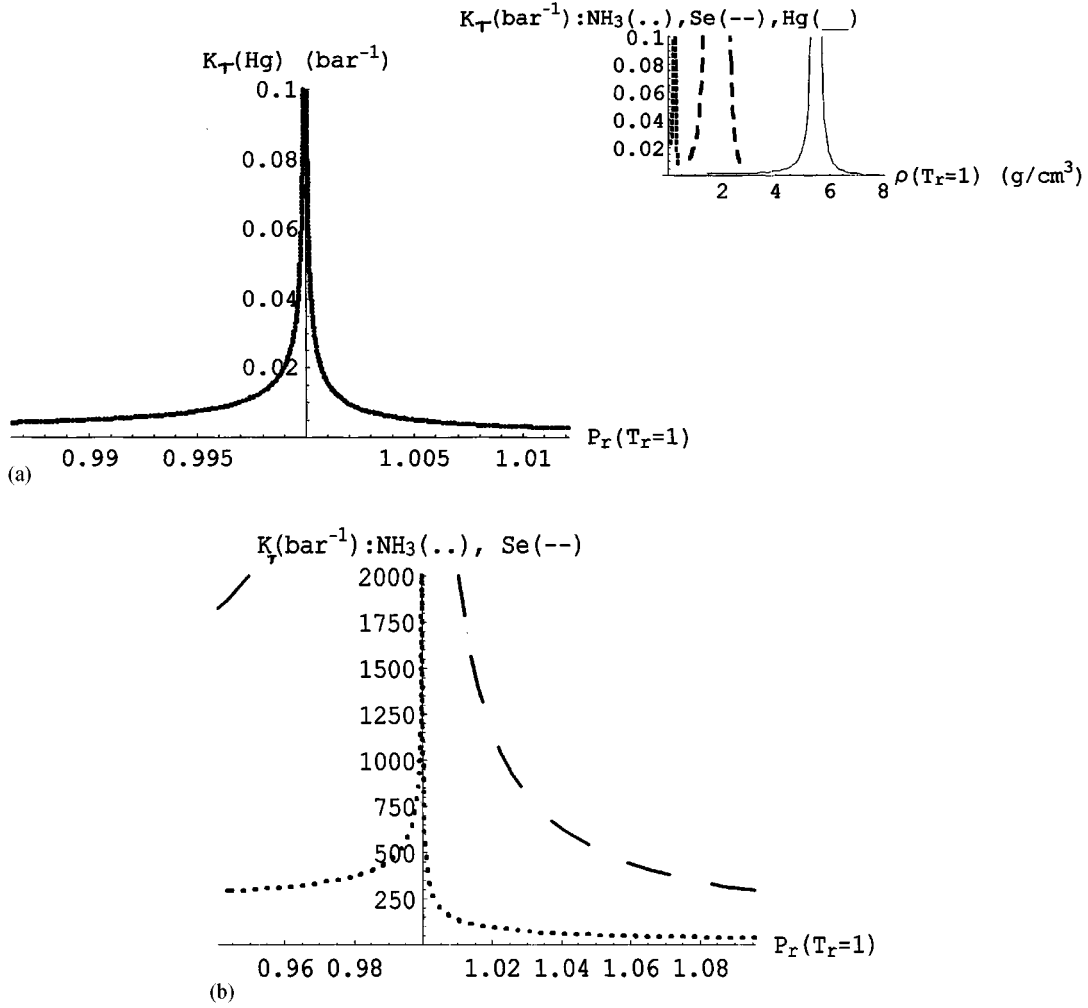 K_T(bar^-1):NH3(..),Se(--),Hg(__)
0.1
0.08
0.06
0.04
0.02
2 4 6 8
ρ(T_r=1) (g/cm^3)
K_T(Hg) (bar^-1)
0.1
0.08
0.06
0.04
0.02
0.99 0.995 1.005 1.01
P_r(T_r=1)
(a)
K_T(bar^-1):NH3(..), Se(--)
2000
1750
1500
1250
1000
750
500
250
0.96 0.98 1.02 1.04 1.06 1.08
P_r(T_r=1)
(b)